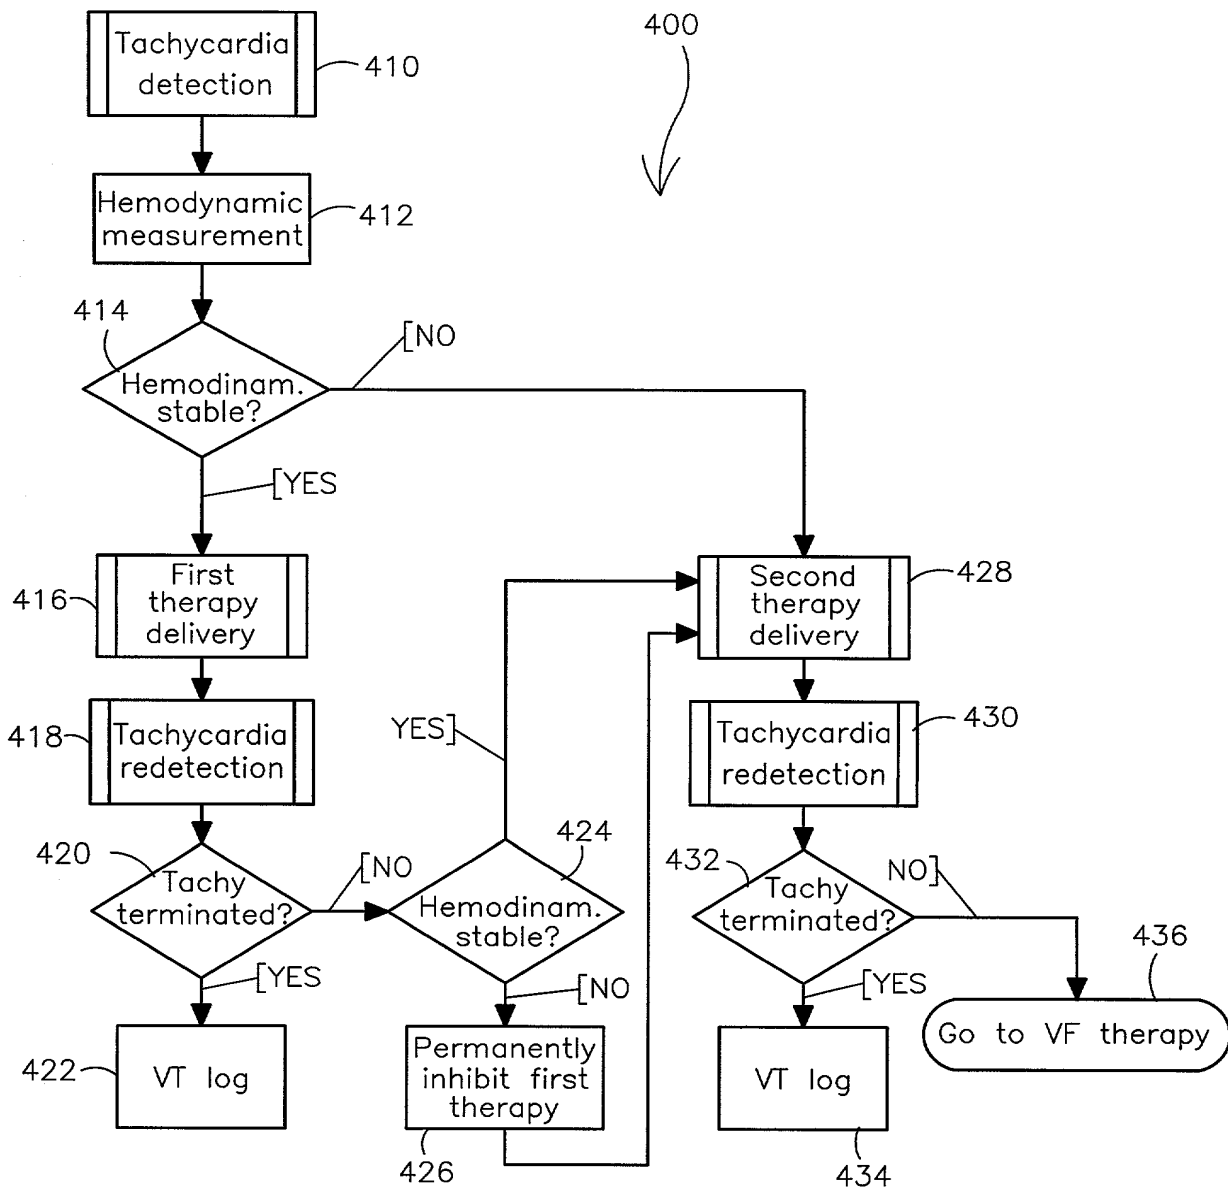 400
Tachycardia
detection
410
Hemodynamic
measurement
412
414
[NO
Hemodinam.
stable?
[YES
First
therapy
delivery
416
Second
therapy
delivery
428
YES]
Tachycardia
redetection
418
Tachycardia
redetection
430
420
Tachy
terminated?
[NO
424
Hemodinam.
stable?
432
Tachy
terminated?
NO]
436
[YES
[NO
[YES
Go to VF therapy
VT log
422
Permanently
inhibit first
therapy
426
VT log
434